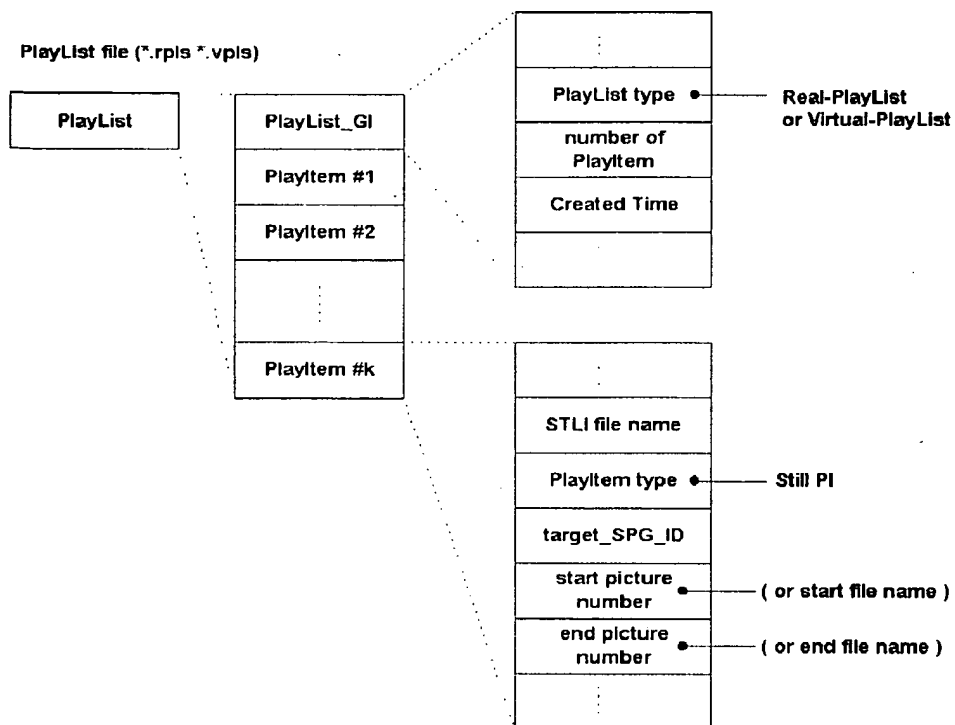 PlayList file (*.rpls *.vpls)
PlayList
PlayList_GI
PlayItem #1
PlayItem #2
PlayItem #k
PlayList type
Real-PlayList
or Virtual-PlayList
number of
PlayItem
Created Time
STLI file name
PlayItem type
Still PI
target_SPG_ID
start picture
number
( or start file name )
end picture
number
( or end file name )